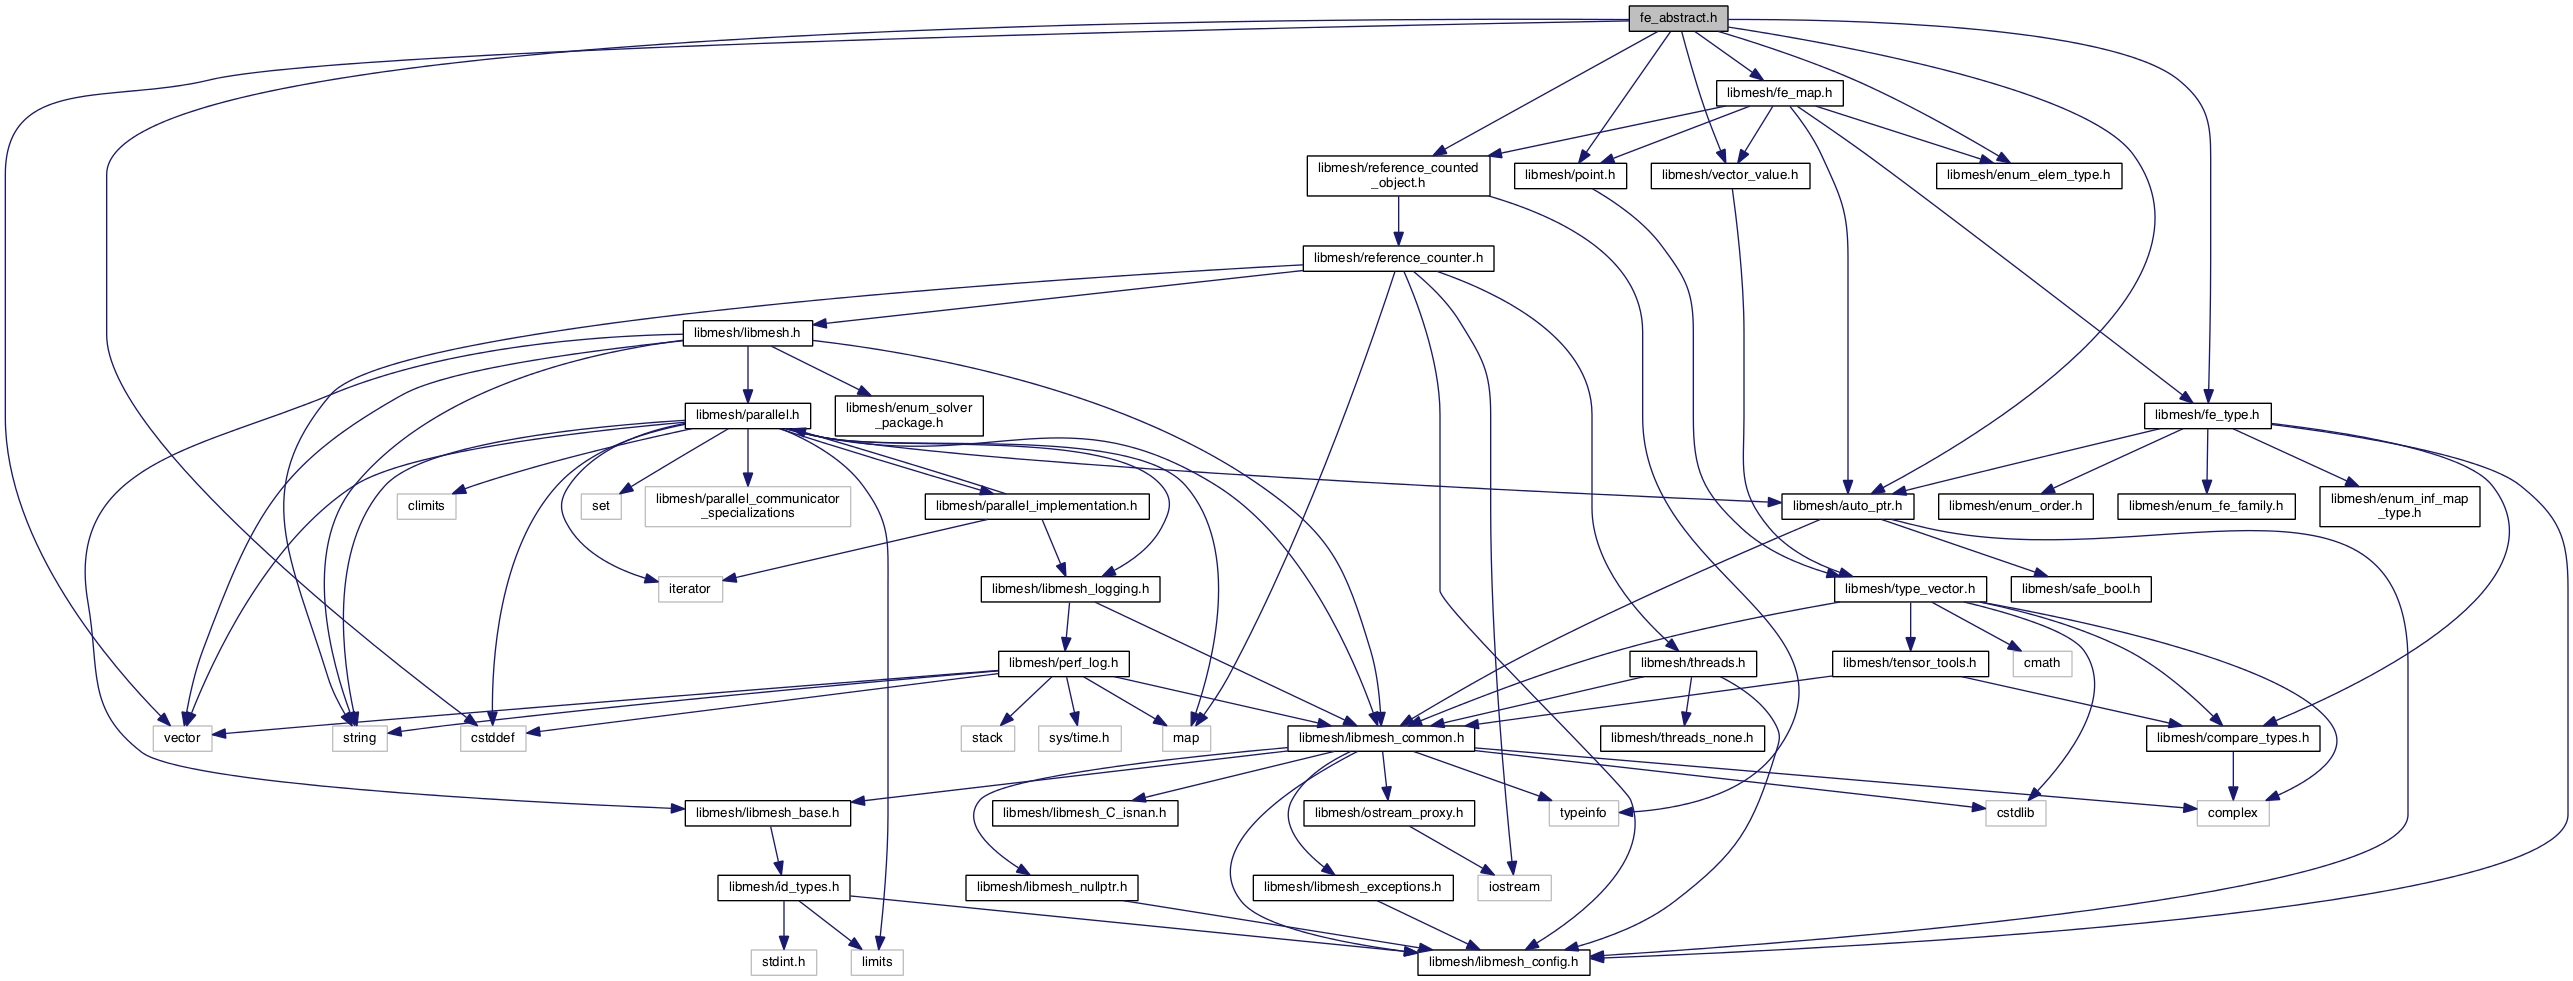 fe_abstract.h
libmesh/fe_map.h
libmesh/reference_counted
_object.h
libmesh/point.h
libmesh/vector_value.h
libmesh/enum_elem_type.h
libmesh/reference_counter.h
libmesh/libmesh.h
libmesh/parallel.h
libmesh/enum_solver
_package.h
libmesh/fe_type.h
climits
set
libmesh/parallel_communicator
_specializations
libmesh/parallel_implementation.h
libmesh/auto_ptr.h
libmesh/enum_order.h
libmesh/enum_fe_family.h
libmesh/enum_inf_map
_type.h
iterator
libmesh/libmesh_logging.h
libmesh/type_vector.h
libmesh/safe_bool.h
libmesh/perf_log.h
libmesh/threads.h
libmesh/tensor_tools.h
cmath
vector
string
cstddef
stack
sys/time.h
map
libmesh/libmesh_common.h
libmesh/threads_none.h
libmesh/compare_types.h
libmesh/libmesh_base.h
libmesh/libmesh_C_isnan.h
libmesh/ostream_proxy.h
typeinfo
cstdlib
complex
libmesh/id_types.h
libmesh/libmesh_nullptr.h
libmesh/libmesh_exceptions.h
iostream
stdint.h
limits
libmesh/libmesh_config.h